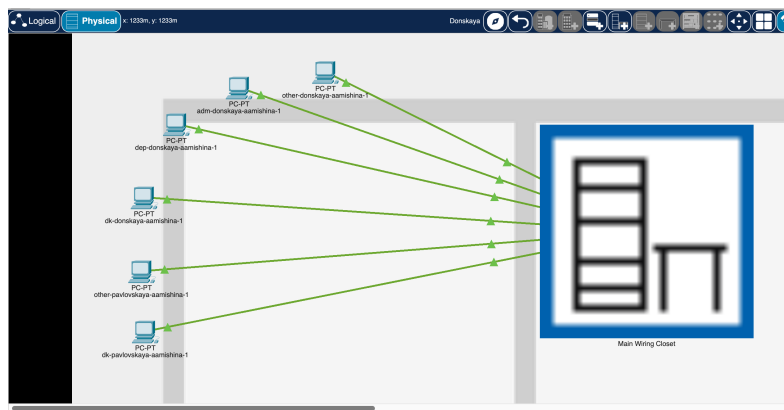 Logical
Physical
x: 1233m, y: 1233m
Donskaya
PC-PT
other-donskaya-aamishina-1
PC-PT
adm-donskaya-aamishina-1
PC-PT
dep-donskaya-aamishina-1
PC-PT
dk-donskaya-aamishina-1
PC-PT
other-pavlovskaya-aamishina-1
PC-PT
dk-pavlovskaya-aamishina-1
Main Wiring Closet